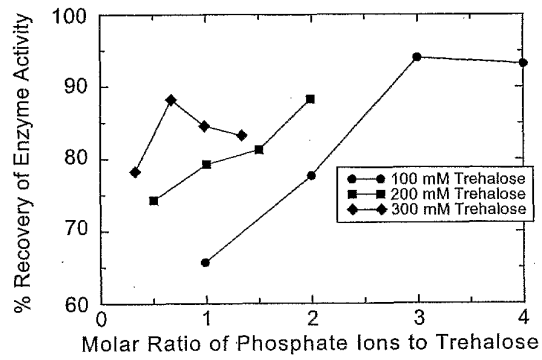 % Recovery of Enzyme Activity
100
90
80
70
60
100 mM Trehalose
200 mM Trehalose
300 mM Trehalose
0 1 2 3 4
Molar Ratio of Phosphate Ions to Trehalose